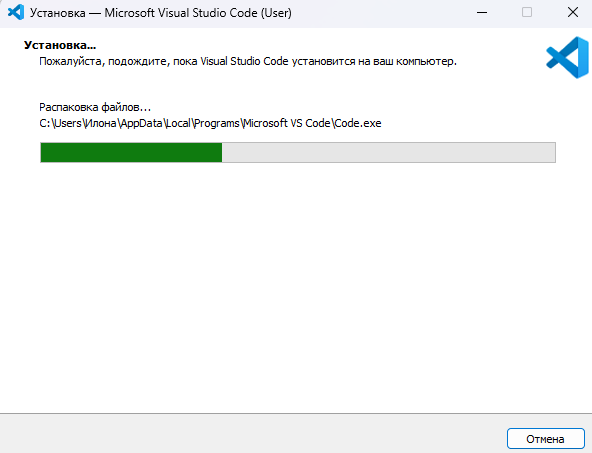 Установка — Microsoft Visual Studio Code (User)
Установка...
Пожалуйста, подождите, пока Visual Studio Code установится на ваш компьютер.
Распаковка файлов...
C:\Users\Илона\AppData\Local\Programs\Microsoft VS Code\Code.exe
Отмена